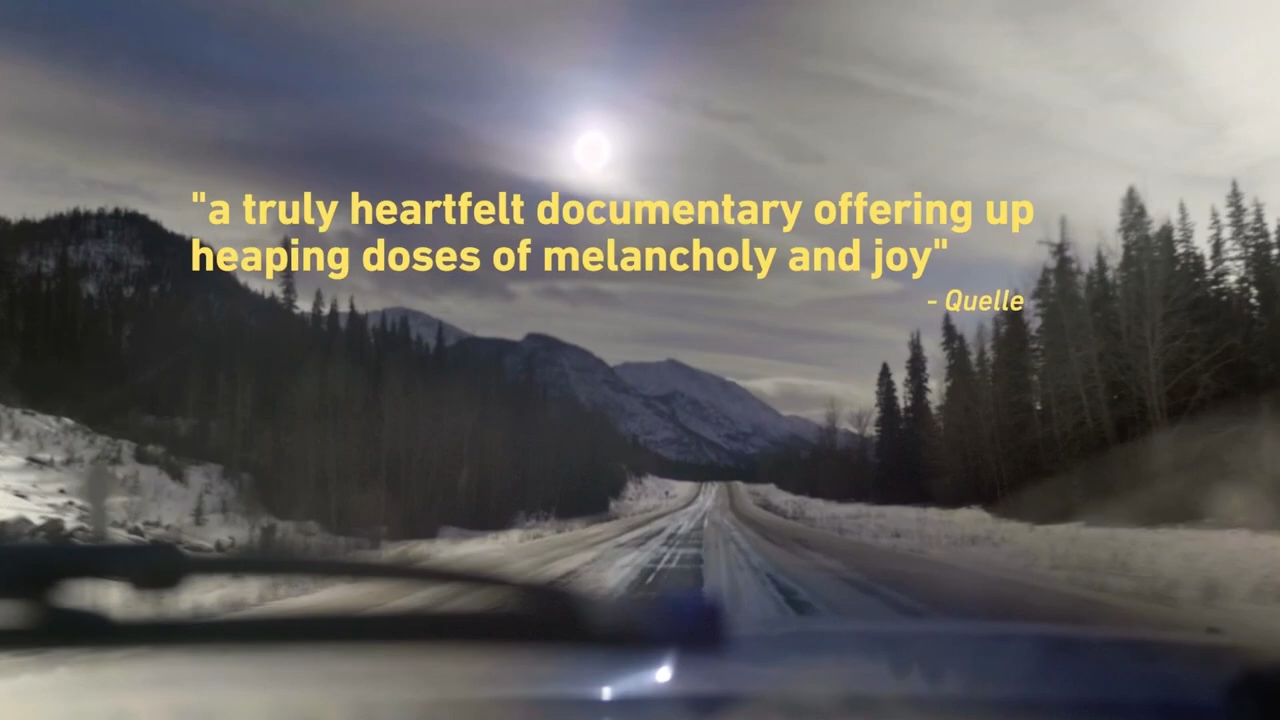 "a truly heartfelt documentary offering up
heaping doses of melancholy and joy"
- Quelle